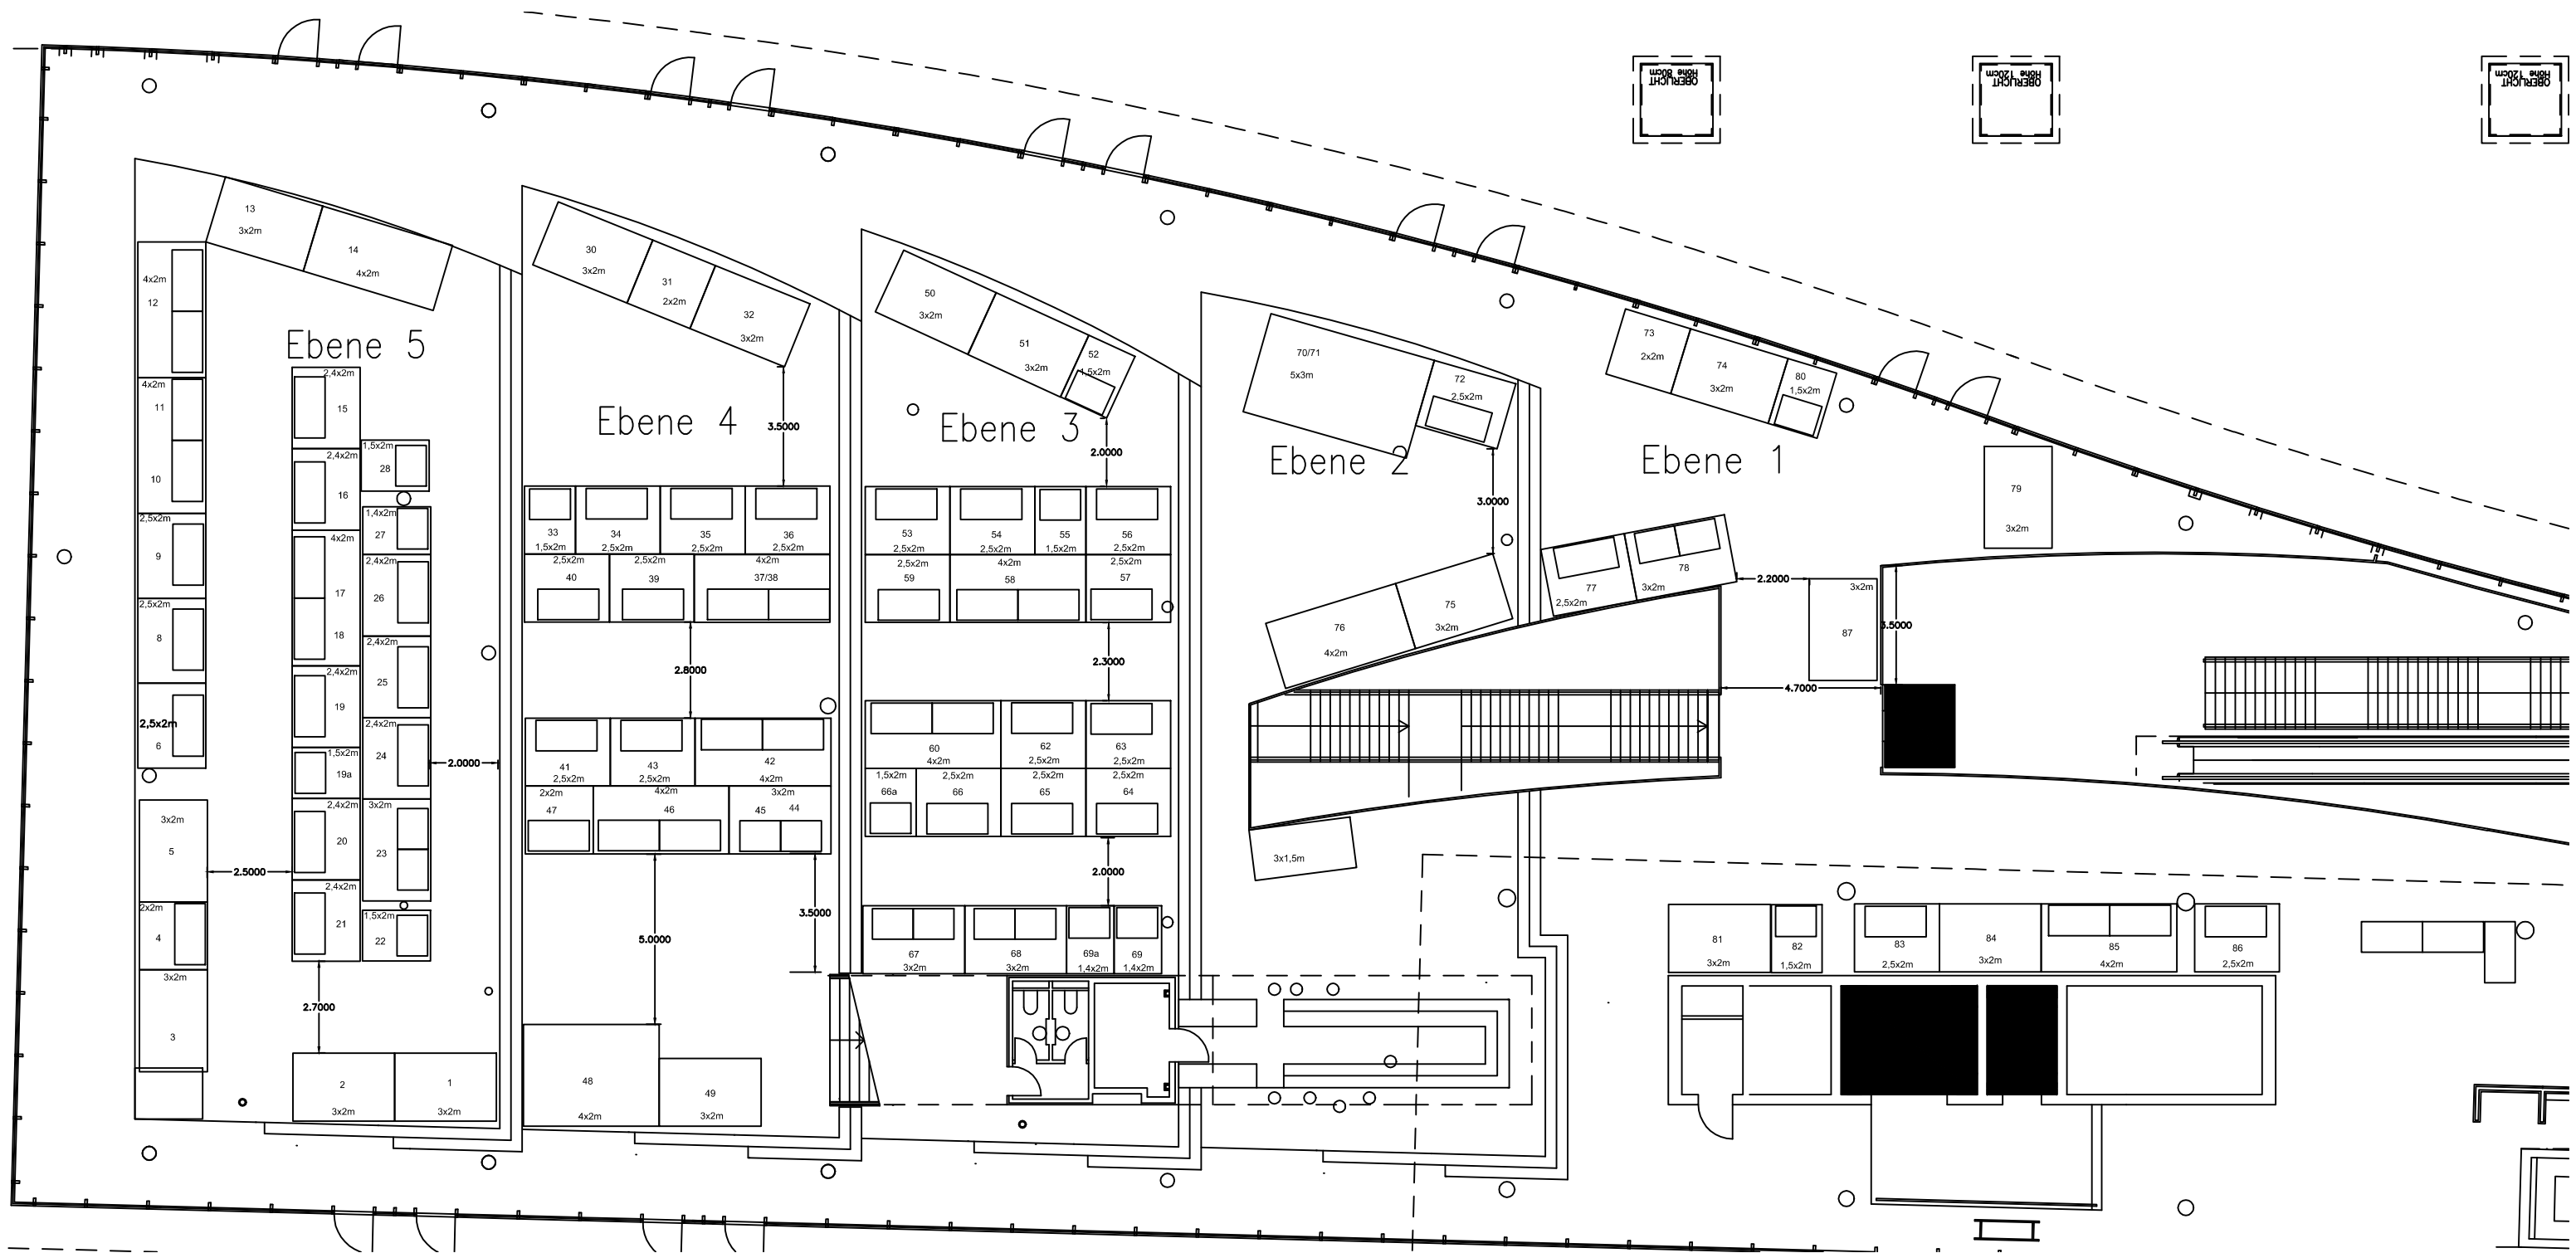 OBERLICHT
Höhe 80cm
OBERLICHT
Höhe 120cm
OBERLICHT
Höhe 120cm
Ebene 5
13
3x2m
14
4x2m
4x2m
12
4x2m
11
10
2,5x2m
9
2,5x2m
8
2,5x2m
6
3x2m
5
2x2m
4
3x2m
3
2,4x2m
15
2,4x2m
16
4x2m
17
18
2,4x2m
19
1,5x2m
19a
2,4x2m
20
2,4x2m
21
1,5x2m
28
1,4x2m
27
2,4x2m
26
2,4x2m
25
2,4x2m
24
3x2m
23
1,5x2m
22
2.0000
2.5000
2.7000
2
3x2m
1
3x2m
Ebene 4
30
3x2m
31
2x2m
32
3x2m
3.5000
33
1,5x2m
34
2,5x2m
35
2,5x2m
36
2,5x2m
2,5x2m
40
2,5x2m
39
4x2m
37/38
2.8000
41
2,5x2m
43
2,5x2m
42
4x2m
2x2m
47
4x2m
46
3x2m
45
44
5.0000
3.5000
48
4x2m
49
3x2m
Ebene 3
50
3x2m
51
3x2m
52
1,5x2m
2.0000
53
2,5x2m
54
2,5x2m
55
1,5x2m
56
2,5x2m
2,5x2m
59
4x2m
58
2,5x2m
57
2.3000
60
4x2m
62
2,5x2m
63
2,5x2m
1,5x2m
66a
2,5x2m
66
2,5x2m
65
2,5x2m
64
2.0000
67
3x2m
68
3x2m
69a
1,4x2m
69
1,4x2m
Ebene 2
70/71
5x3m
72
2,5x2m
3.0000
75
3x2m
76
4x2m
3x1,5m
Ebene 1
73
2x2m
74
3x2m
80
1,5x2m
79
3x2m
77
2,5x2m
78
3x2m
2.2000
3x2m
87
3.5000
4.7000
81
3x2m
82
1,5x2m
83
2,5x2m
84
3x2m
85
4x2m
86
2,5x2m